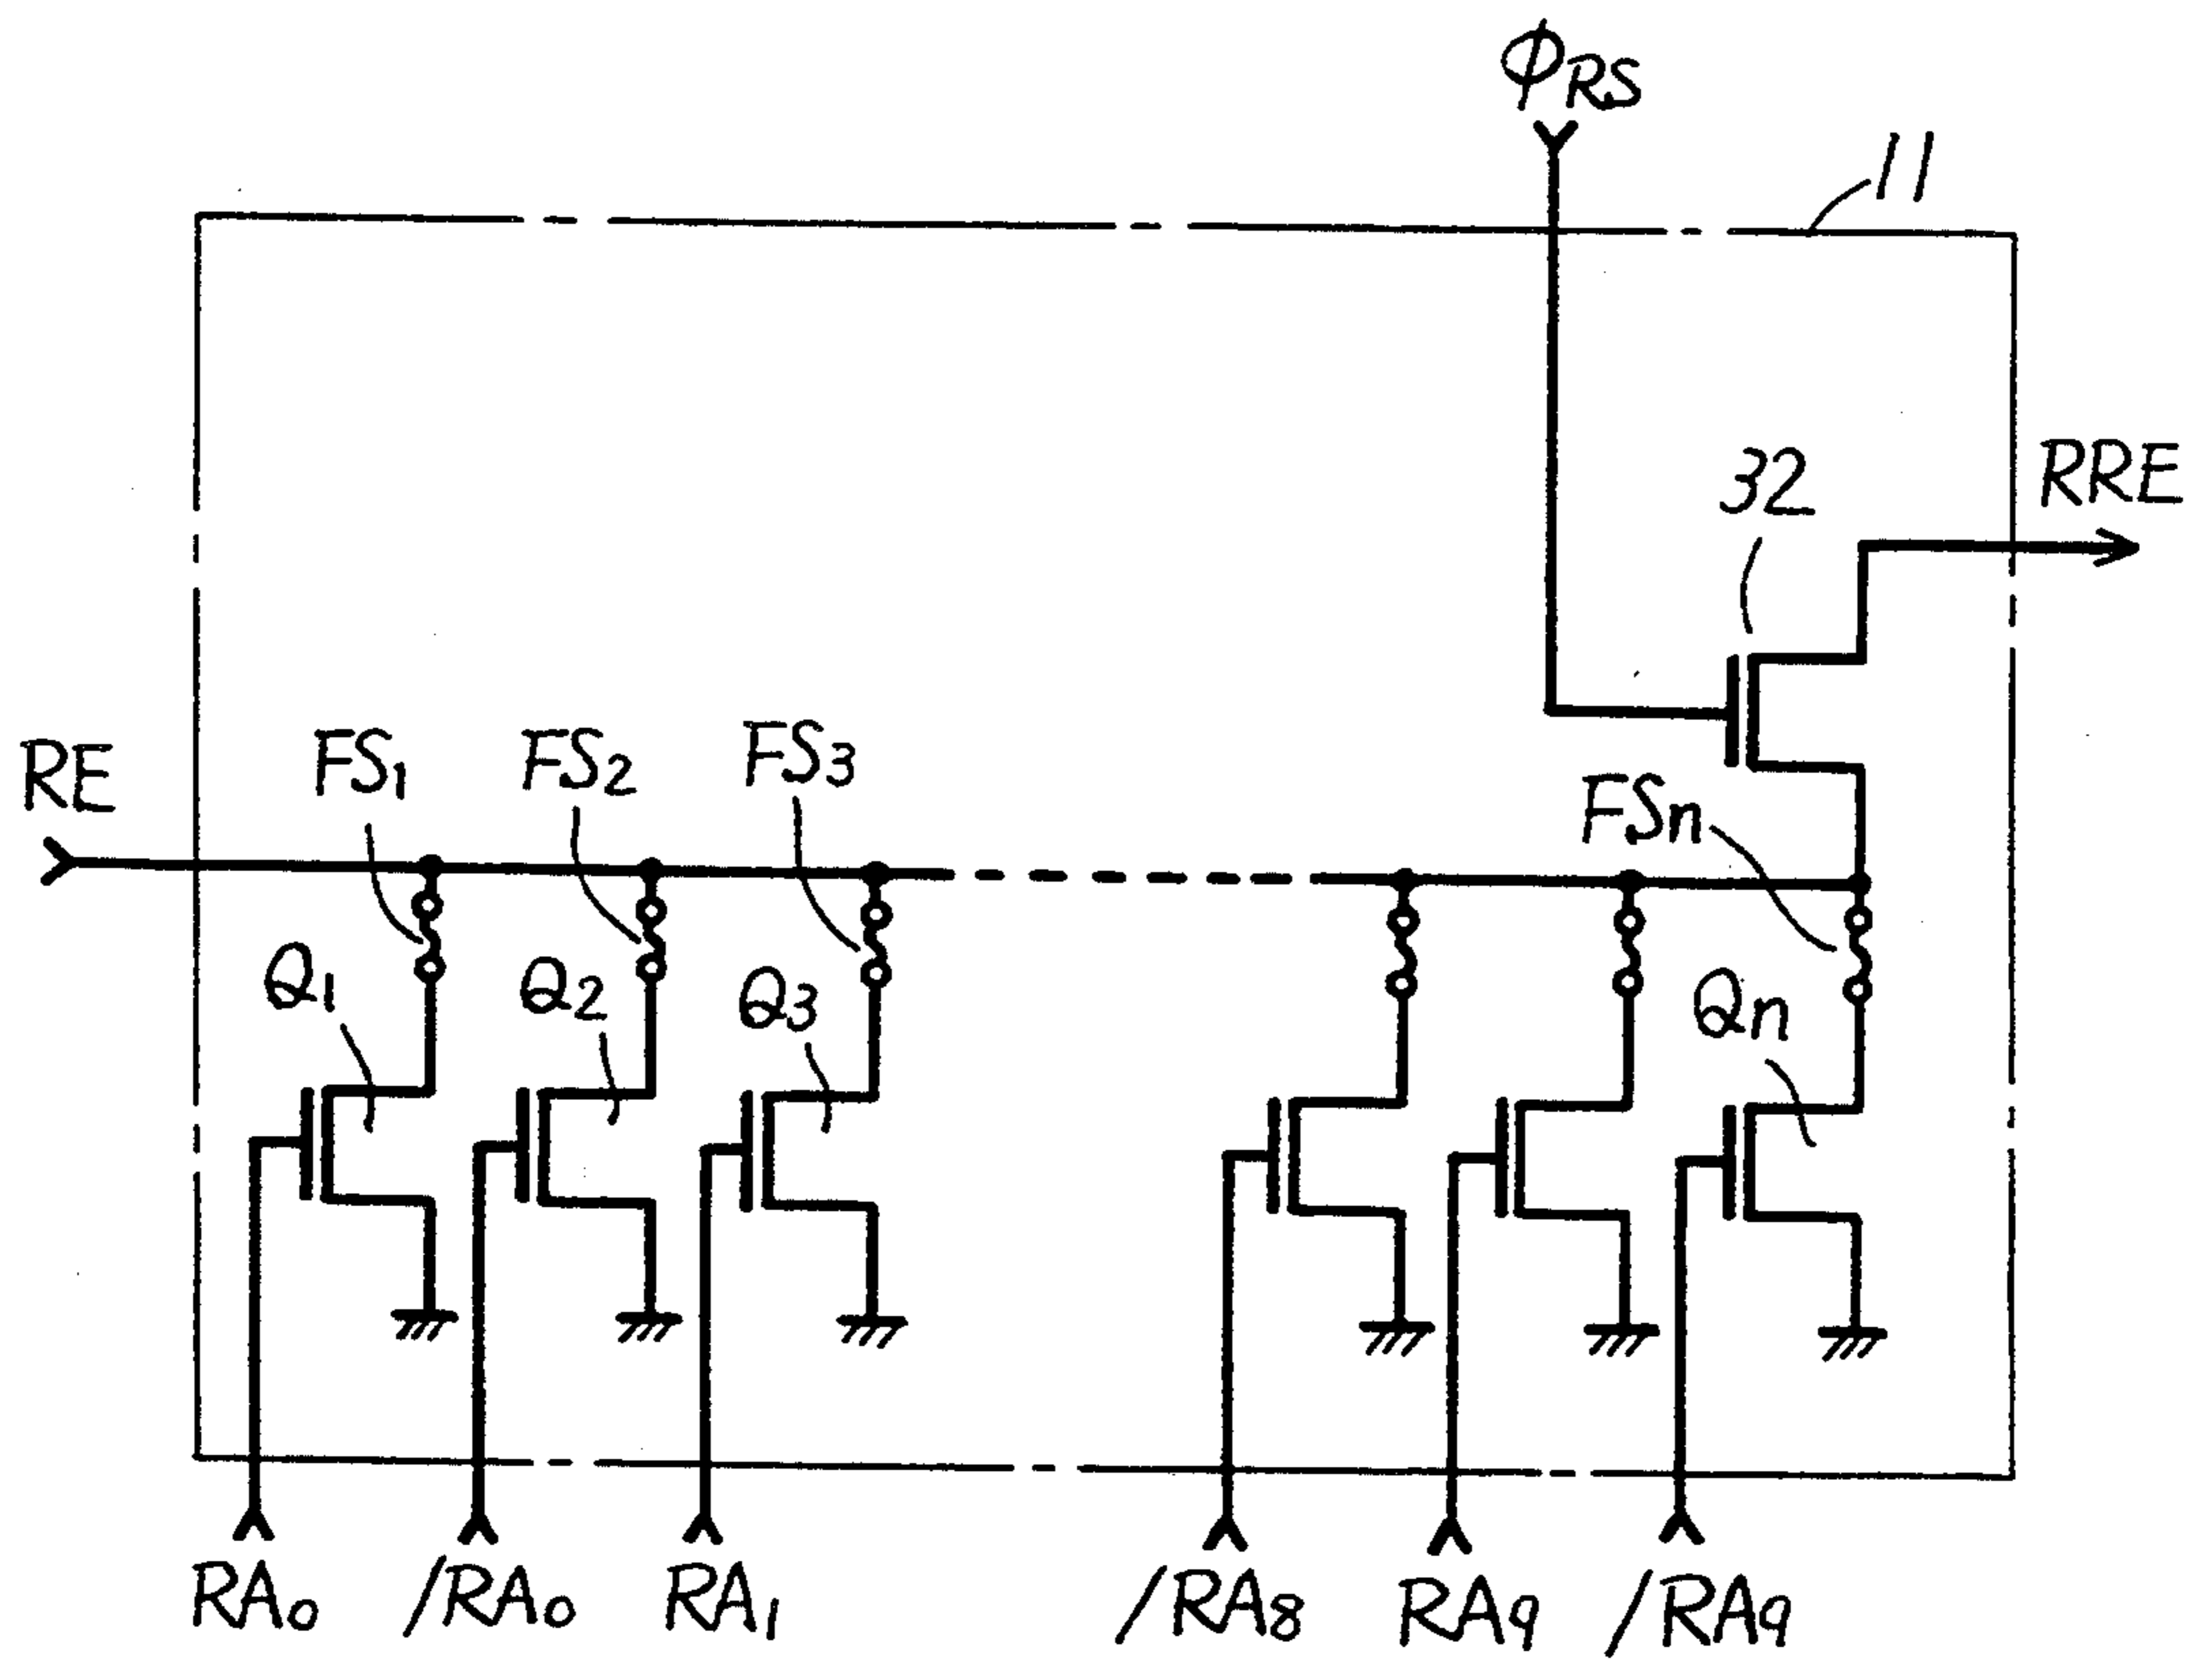 ΦRS
11
32
RRE
RE
FS1
FS2
FS3
FSn
Q1
Q2
Q3
Qn
RA0
/RA0
RA1
/RA8
RA9
/RA9